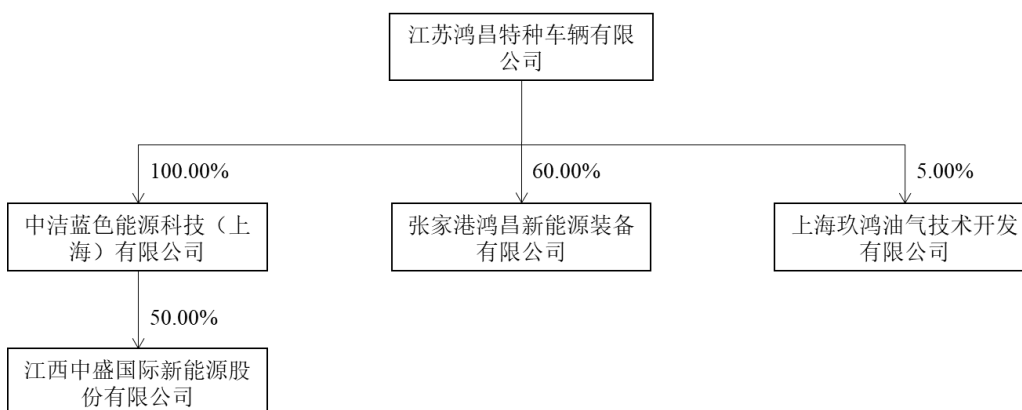 江苏鸿昌特种车辆有限
公司
100.00%
60.00%
5.00%
中洁蓝色能源科技（上
海）有限公司
张家港鸿昌新能源装备
有限公司
上海玖鸿油气技术开发
有限公司
50.00%
江西中盛国际新能源股
份有限公司